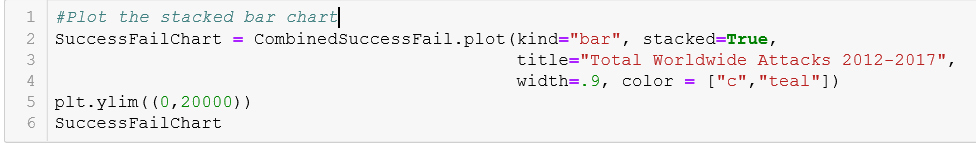 1 #Plot the stacked bar chart
2 SuccessFailChart = CombinedSuccessFail.plot(kind="bar", stacked=True,
3 title="Total Worldwide Attacks 2012-2017",
4 width=.9, color = ["c","teal"])
5 plt.ylim((0,20000))
6 SuccessFailChart